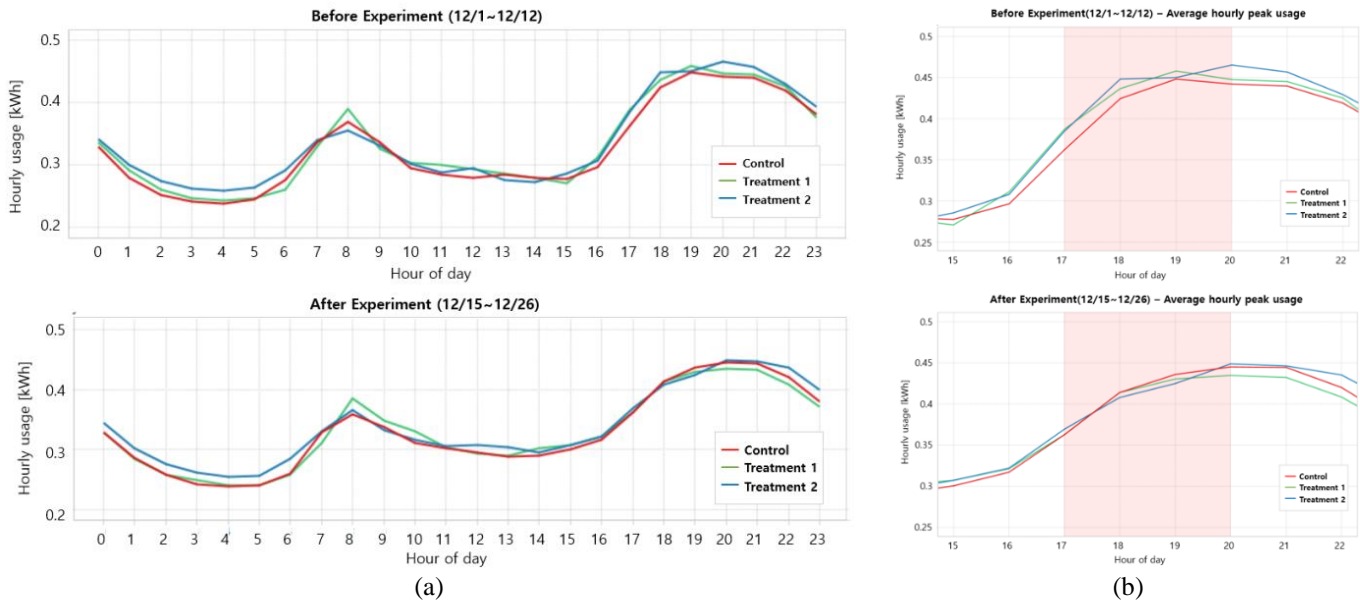 Before Experiment (12/1~12/12)
Hourly usage [kWh]
0.5
0.4
0.3
0.2
Control
Treatment 1
Treatment 2
0 1 2 3 4 5 6 7 8 9 10 11 12 13 14 15 16 17 18 19 20 21 22 23
Hour of day
After Experiment (12/15~12/26)
Hourly usage [kWh]
0.5
0.4
0.3
0.2
Control
Treatment 1
Treatment 2
0 1 2 3 4 5 6 7 8 9 10 11 12 13 14 15 16 17 18 19 20 21 22 23
Hour of day
(a)
Before Experiment(12/1~12/12) – Average hourly peak usage
Hourly usage [kWh]
0.5
0.45
0.4
0.35
0.3
0.25
Control
Treatment 1
Treatment 2
15 16 17 18 19 20 21 22
Hour of day
After Experiment(12/15~12/26) – Average hourly peak usage
Hourly usage [kWh]
0.5
0.45
0.4
0.35
0.3
0.25
Control
Treatment 1
Treatment 2
15 16 17 18 19 20 21 22
Hour of day
(b)